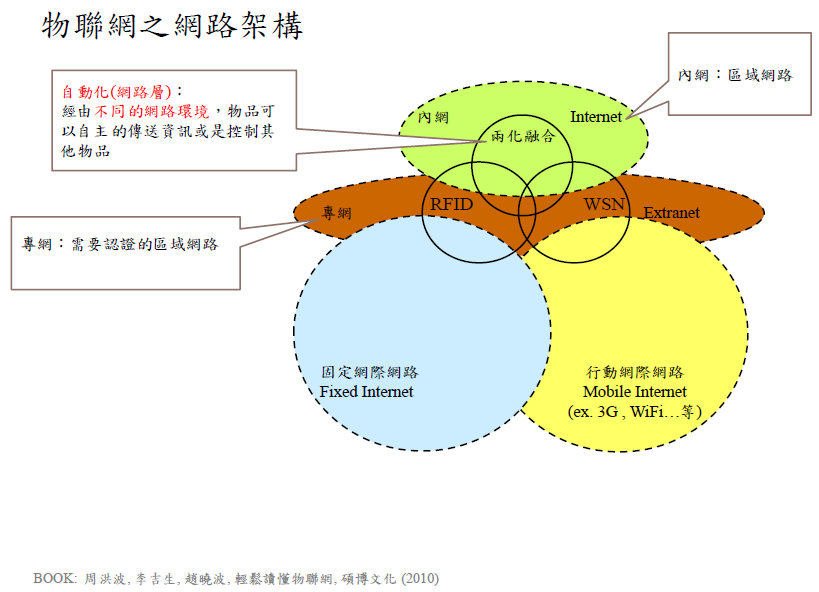 物聯網之網路架構
自動化(網路層)：
經由不同的網路環境，物品可
以自主的傳送資訊或是控制其
他物品
內網：區域網路
內網
Internet
兩化融合
專網
RFID
WSN
Extranet
專網：需要認證的區域網路
固定網際網路
Fixed Internet
行動網際網路
Mobile Internet
(ex. 3G , WiFi…等)
BOOK: 周洪波, 李吉生, 趙曉波, 輕鬆讀懂物聯網, 碩博文化 (2010)